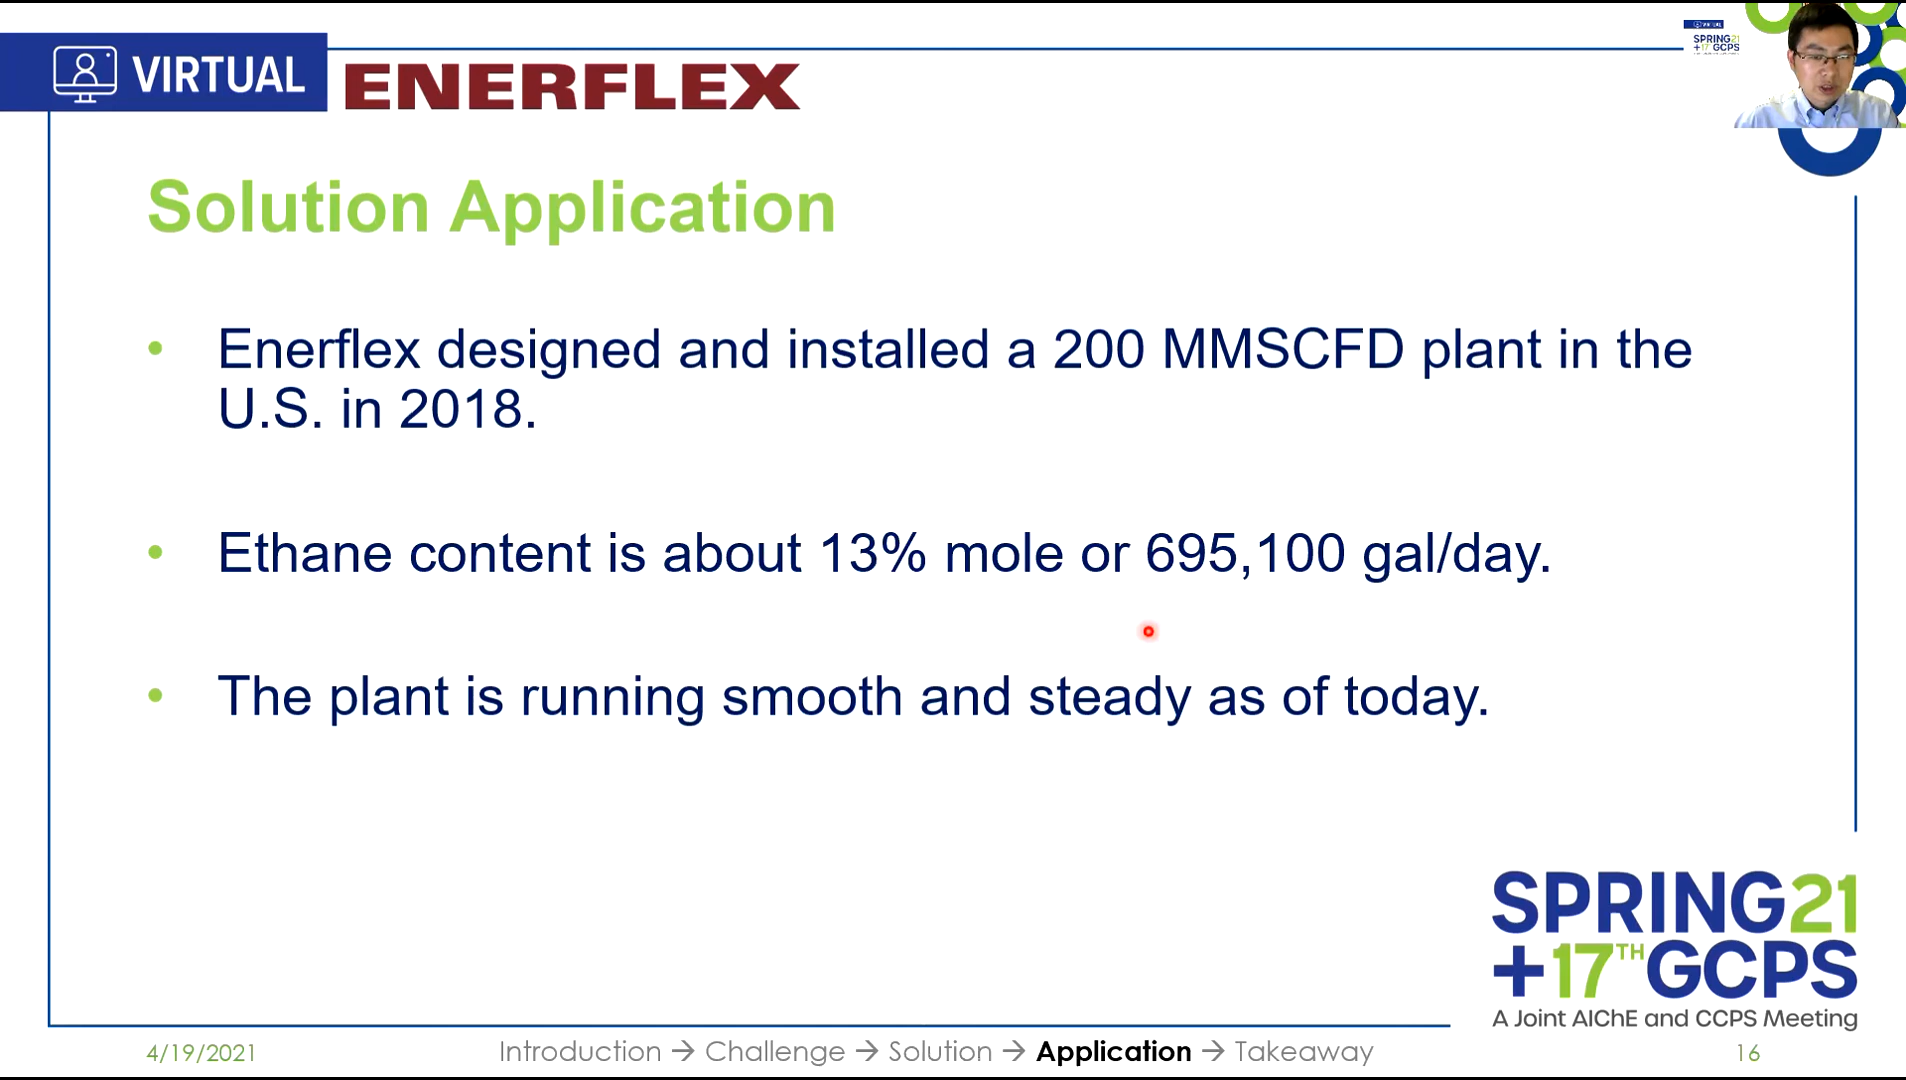 VIRTUAL
ENERFLEX
SPRING21
+17TH GCPS
Solution Application
• Enerflex designed and installed a 200 MMSCFD plant in the
U.S. in 2018.
• Ethane content is about 13% mole or 695,100 gal/day.
• The plant is running smooth and steady as of today.
SPRING21
+17TH GCPS
A Joint AIChE and CCPS Meeting
4/19/2021
Introduction → Challenge → Solution → Application → Takeaway
16